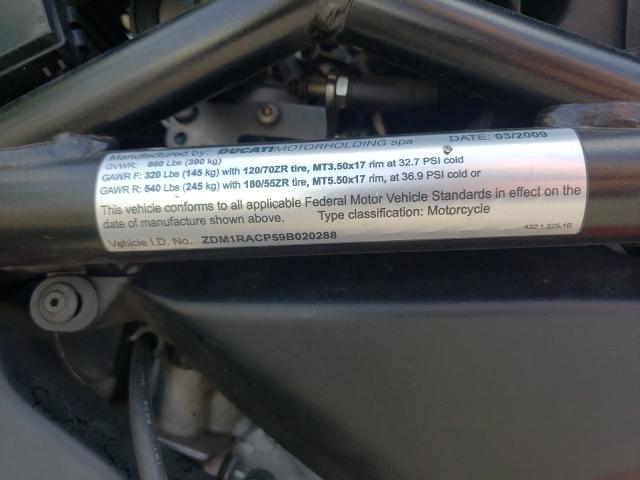 Manufactured by: DUCATIMOTORHOLDING spa DATE: 03/2009
GVWR: 860 Lbs (390 kg)
GAWR F: 320 Lbs (145 kg) with 120/70ZR tire, MT3.50x17 rim at 32.7 PSI cold
GAWR R: 540 Lbs (245 kg) with 180/55ZR tire, MT5.50x17 rim, at 36.9 PSI cold or
This vehicle conforms to all applicable Federal Motor Vehicle Standards in effect on the
date of manufacture shown above. Type classification: Motorcycle
Vehicle I.D. No. ZDM1RACP59B020288
432.1.525.1B